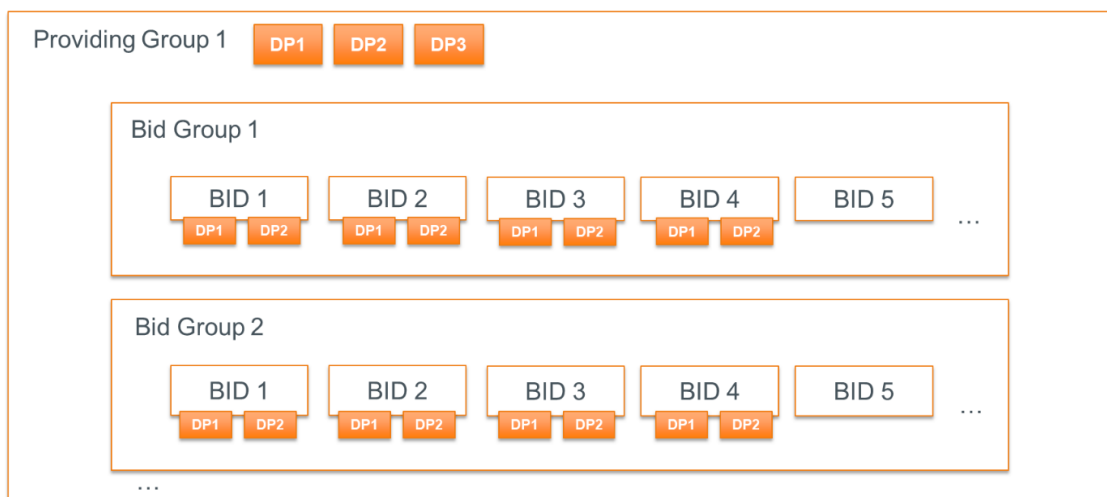 Providing Group 1 DP1 DP2 DP3
Bid Group 1
BID 1 BID 2 BID 3 BID 4 BID 5
DP1 DP2 DP1 DP2 DP1 DP2 DP1 DP2 ...
Bid Group 2
BID 1 BID 2 BID 3 BID 4 BID 5
DP1 DP2 DP1 DP2 DP1 DP2 DP1 DP2 ...
...